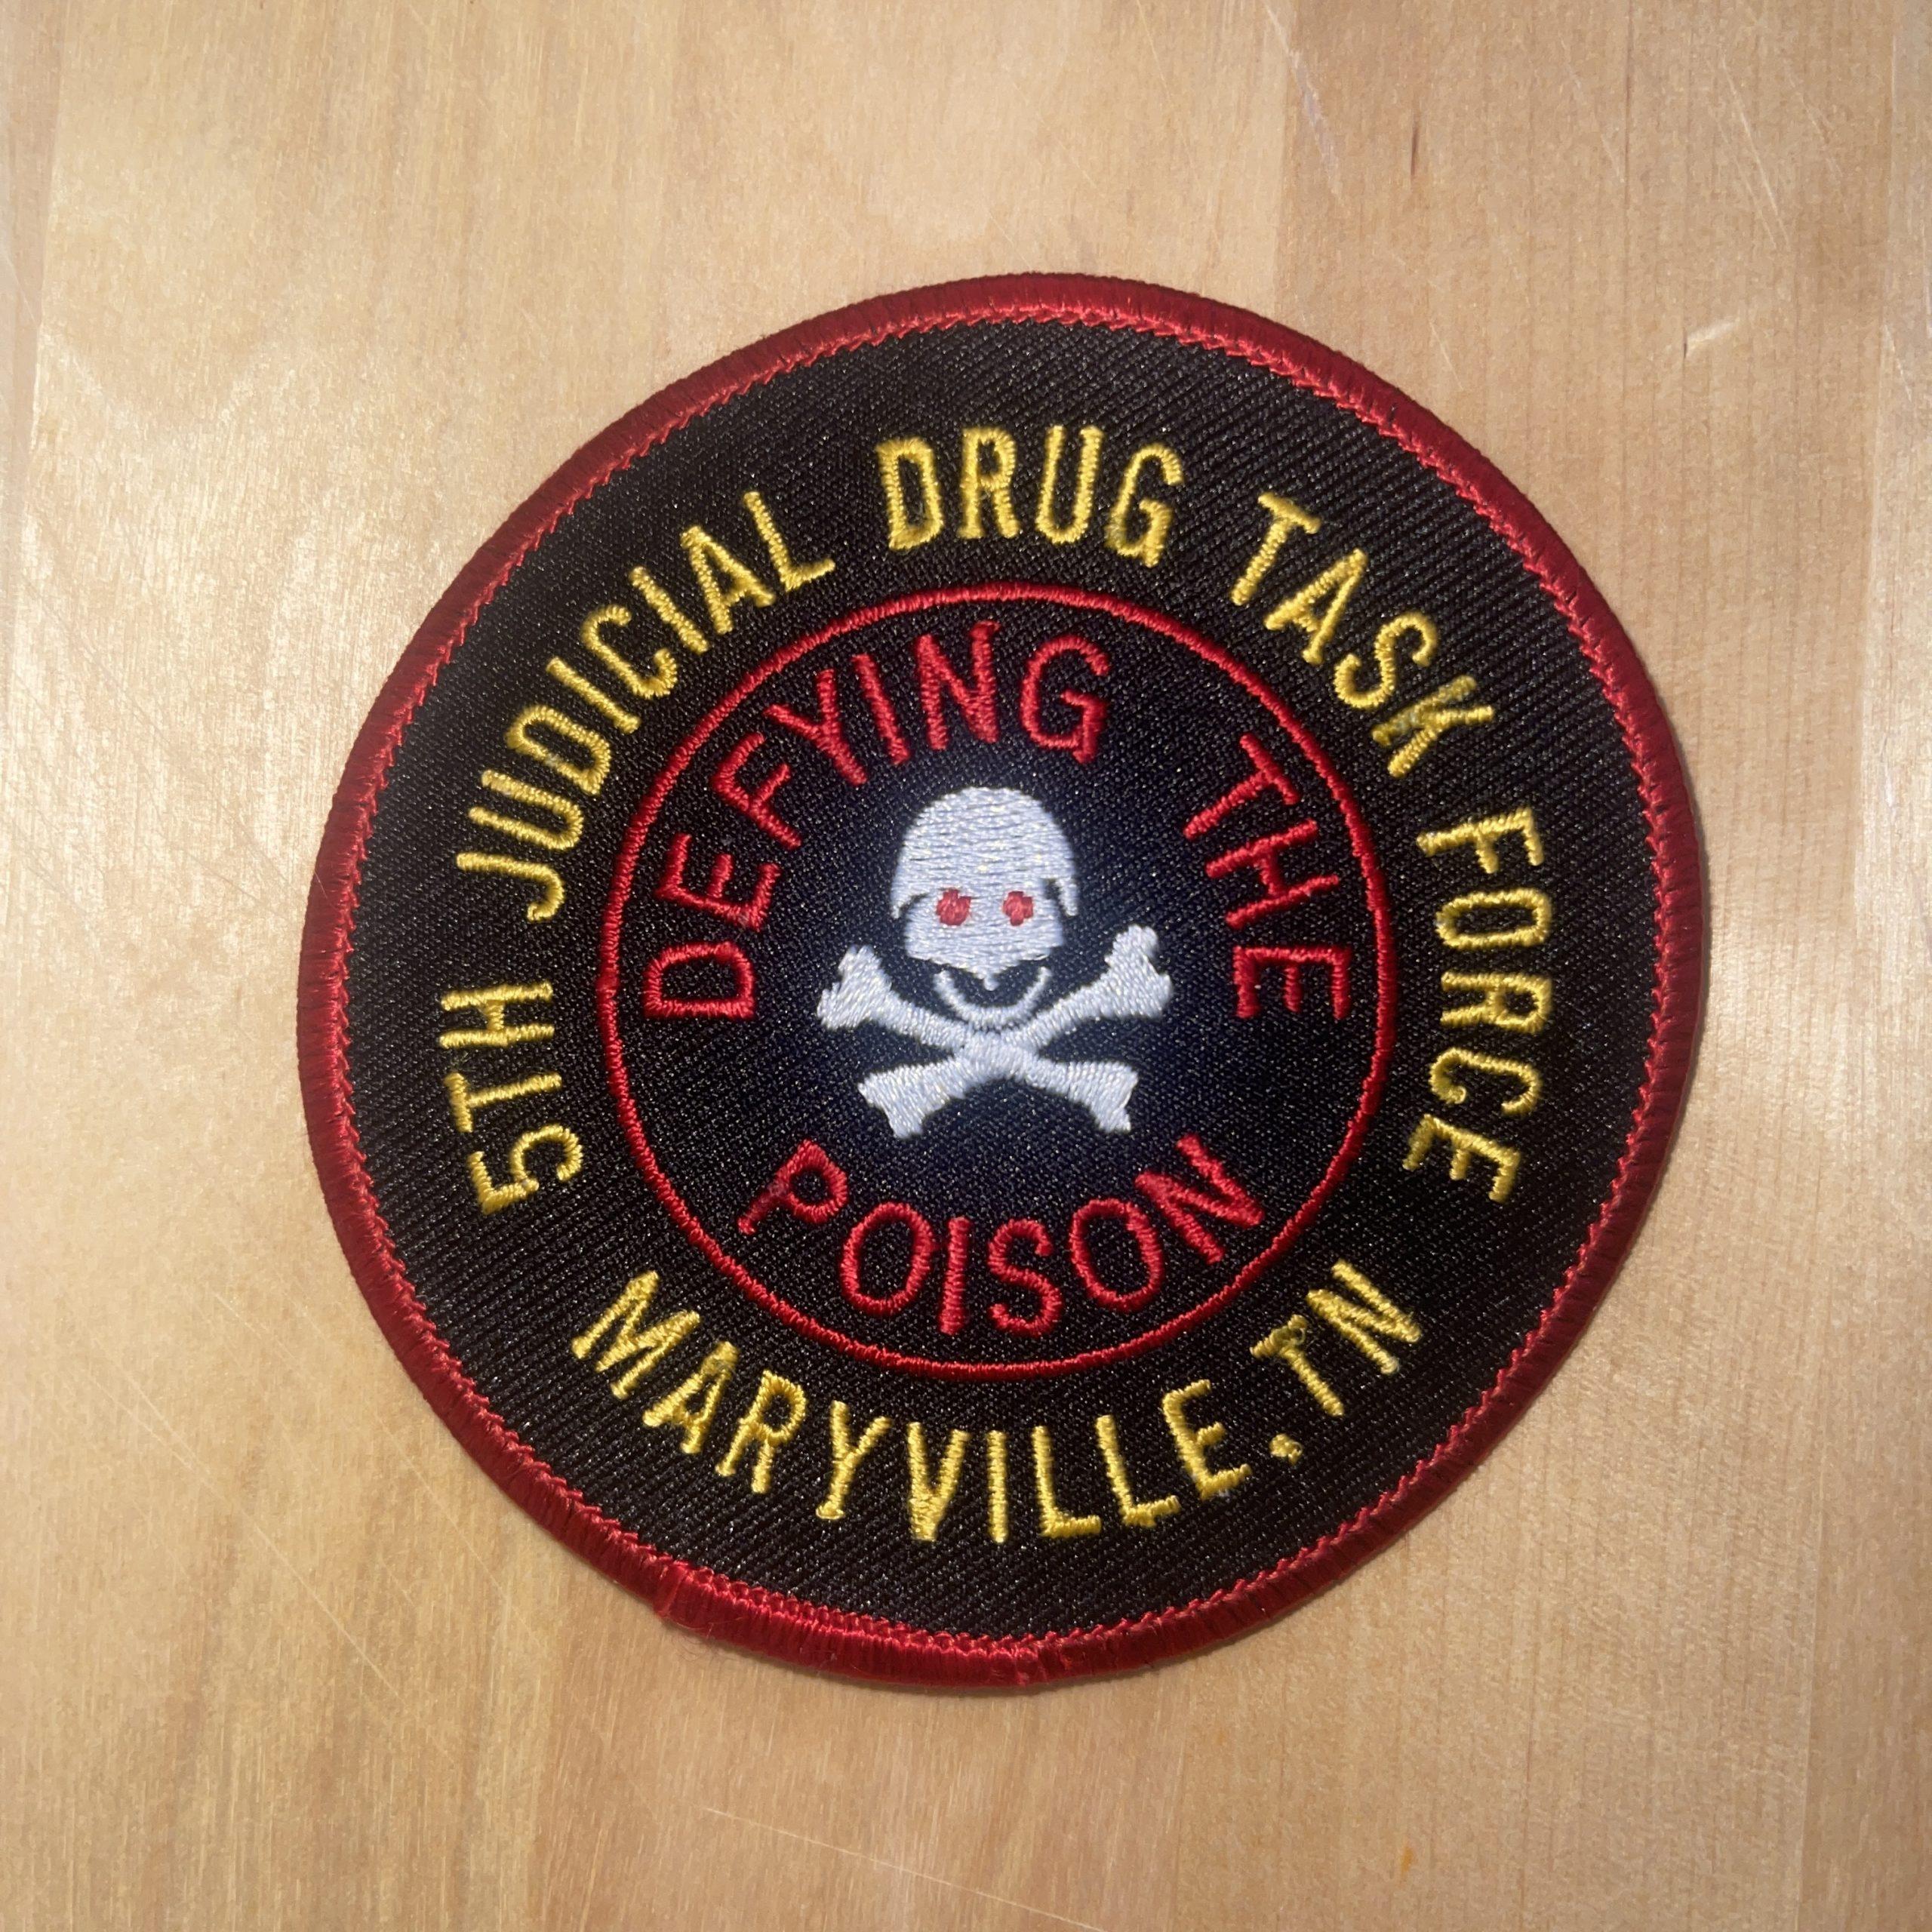 5TH JUDICIAL DRUG TASK FORCE
DEFYING THE
POISON
MARYVILLE, TN